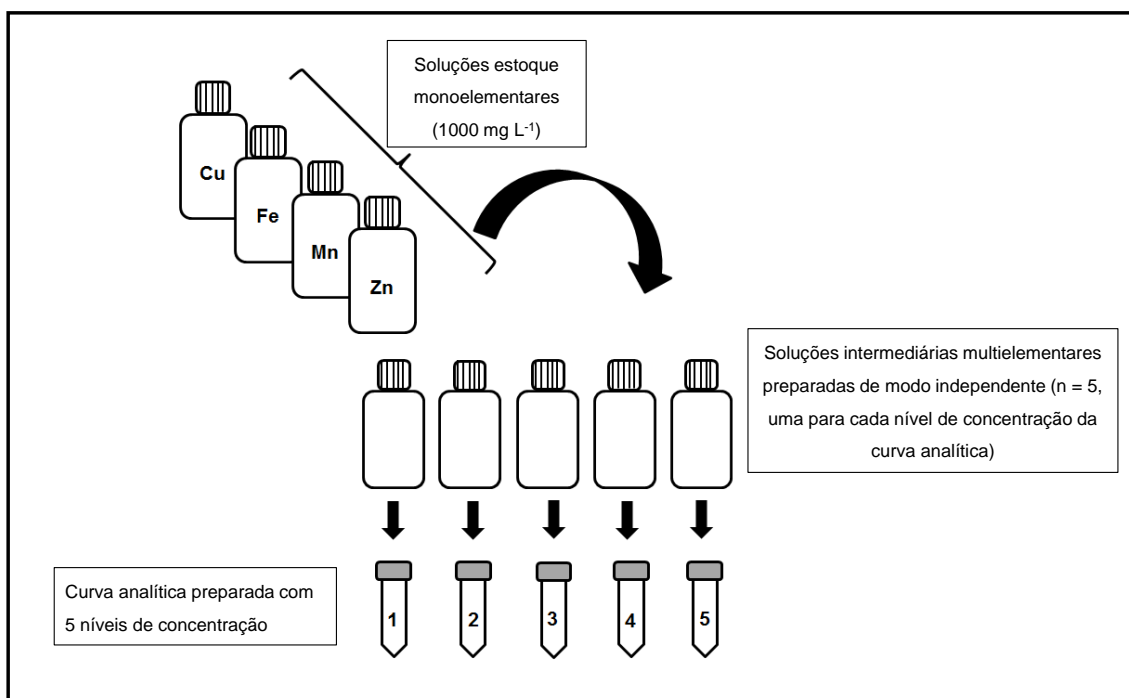 Soluções estoque
monoelementares
(1000 mg L⁻¹)
Cu
Fe
Mn
Zn
Soluções intermediárias multielementares
preparadas de modo independente (n = 5,
uma para cada nível de concentração da
curva analítica)
Curva analítica preparada com
5 níveis de concentração
1
2
3
4
5